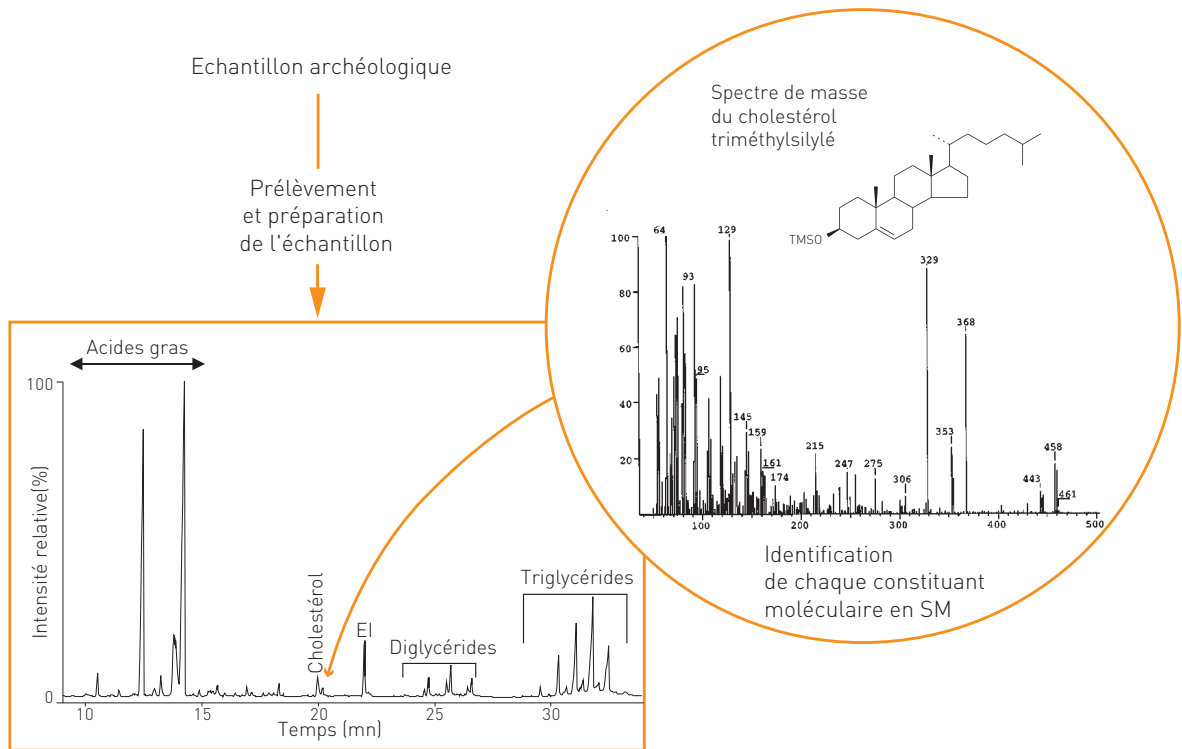 Echantillon archéologique
Prélèvement
et préparation
de l'échantillon
Spectre de masse
du cholestérol
triméthylsilylé
TMSO
100
80
60
40
20
64
93
95
129
145
159
161
174
215
247
275
306
329
353
368
443
458
461
100
200
300
400
500
Identification
de chaque constituant
moléculaire en SM
Acides gras
100
0
Intensité relative(%)
Cholestérol
EI
Diglycérides
Triglycérides
10
15
20
25
30
Temps (mn)